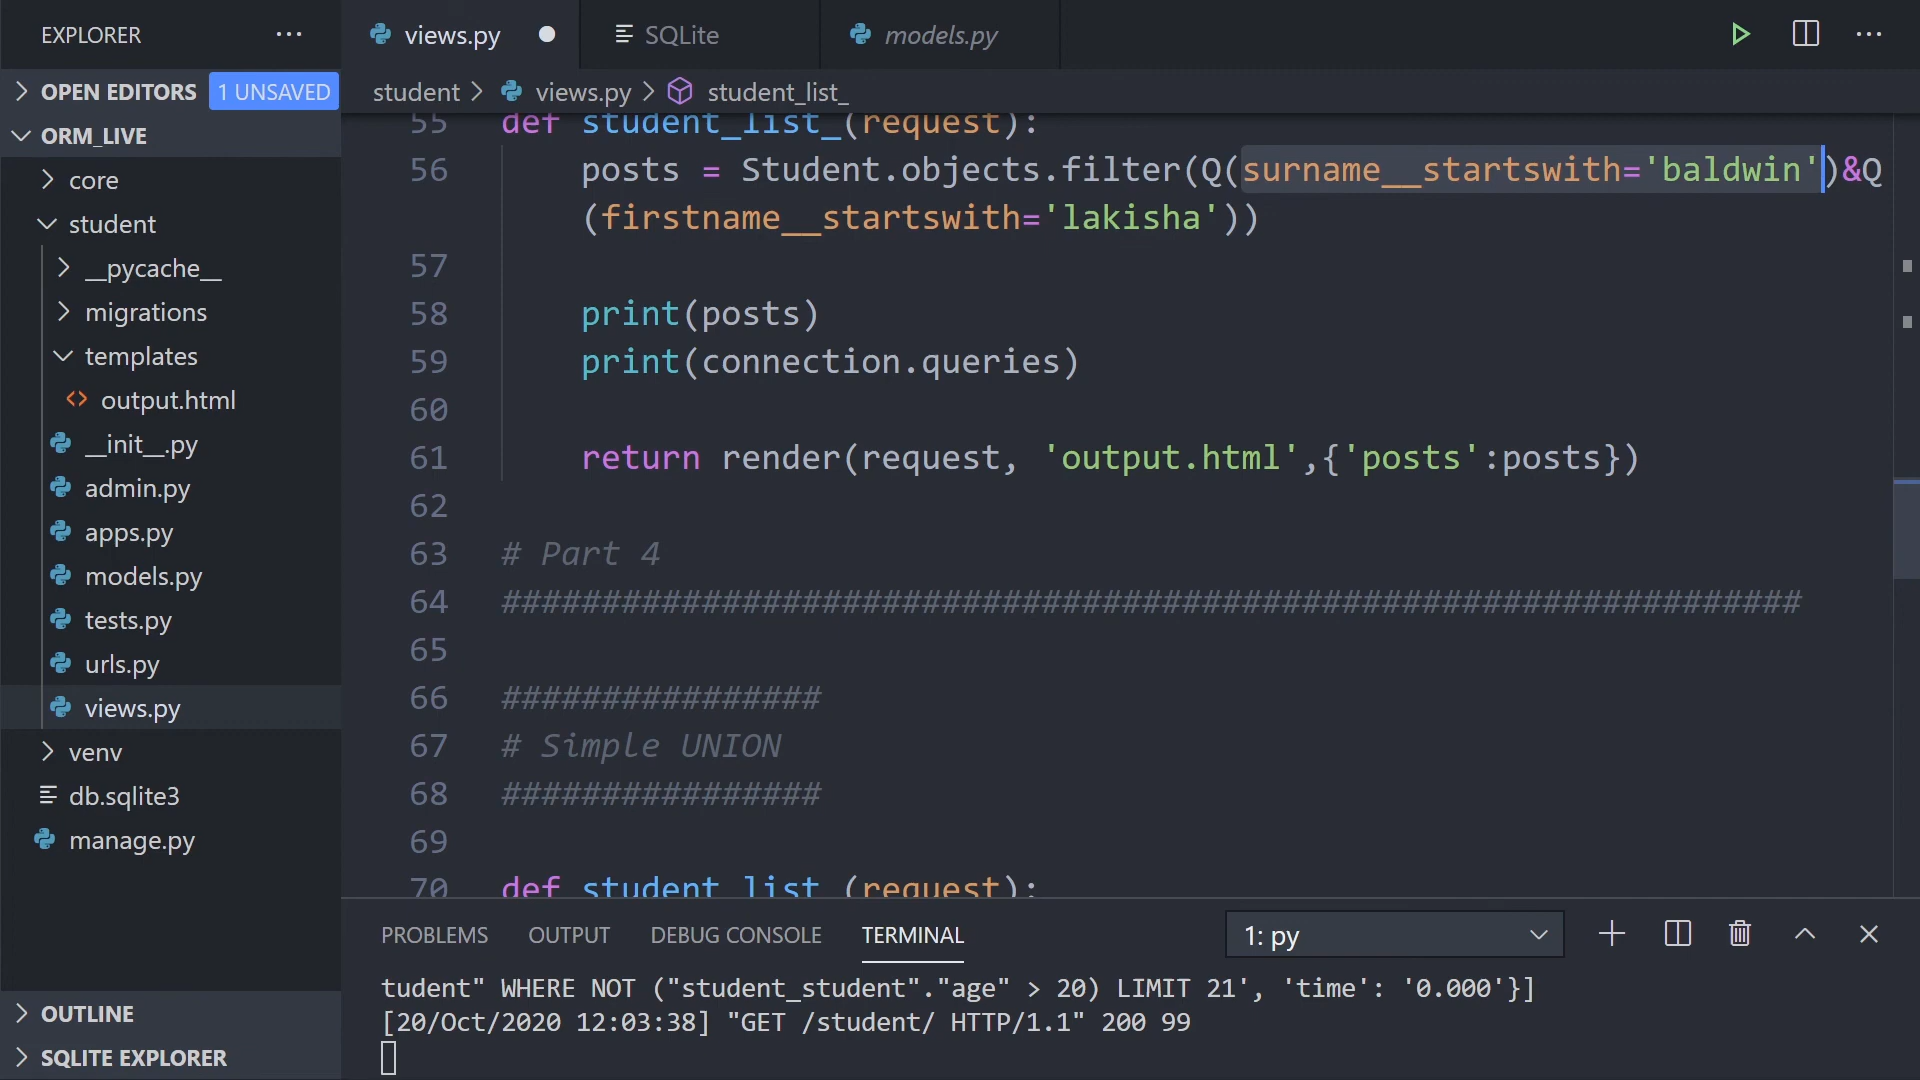 EXPLORER
views.py
SQLite
models.py
OPEN EDITORS 1 UNSAVED
ORM_LIVE
core
student
__pycache__
migrations
templates
output.html
__init__.py
admin.py
apps.py
models.py
tests.py
urls.py
views.py
venv
db.sqlite3
manage.py
OUTLINE
SQLITE EXPLORER
student > views.py > student_list_
55 def student_list_(request):
56 posts = Student.objects.filter(Q(surname__startswith='baldwin')&Q
(firstname__startswith='lakisha'))
57
58 print(posts)
59 print(connection.queries)
60
61 return render(request, 'output.html',{'posts':posts})
62
63 # Part 4
64 #################################################################
65
66 ################
67 # Simple UNION
68 ################
69
70 def student_list_(request):
PROBLEMS OUTPUT DEBUG CONSOLE TERMINAL 1: py
tudent" WHERE NOT ("student_student"."age" > 20) LIMIT 21', 'time': '0.000'}]
[20/Oct/2020 12:03:38] "GET /student/ HTTP/1.1" 200 99